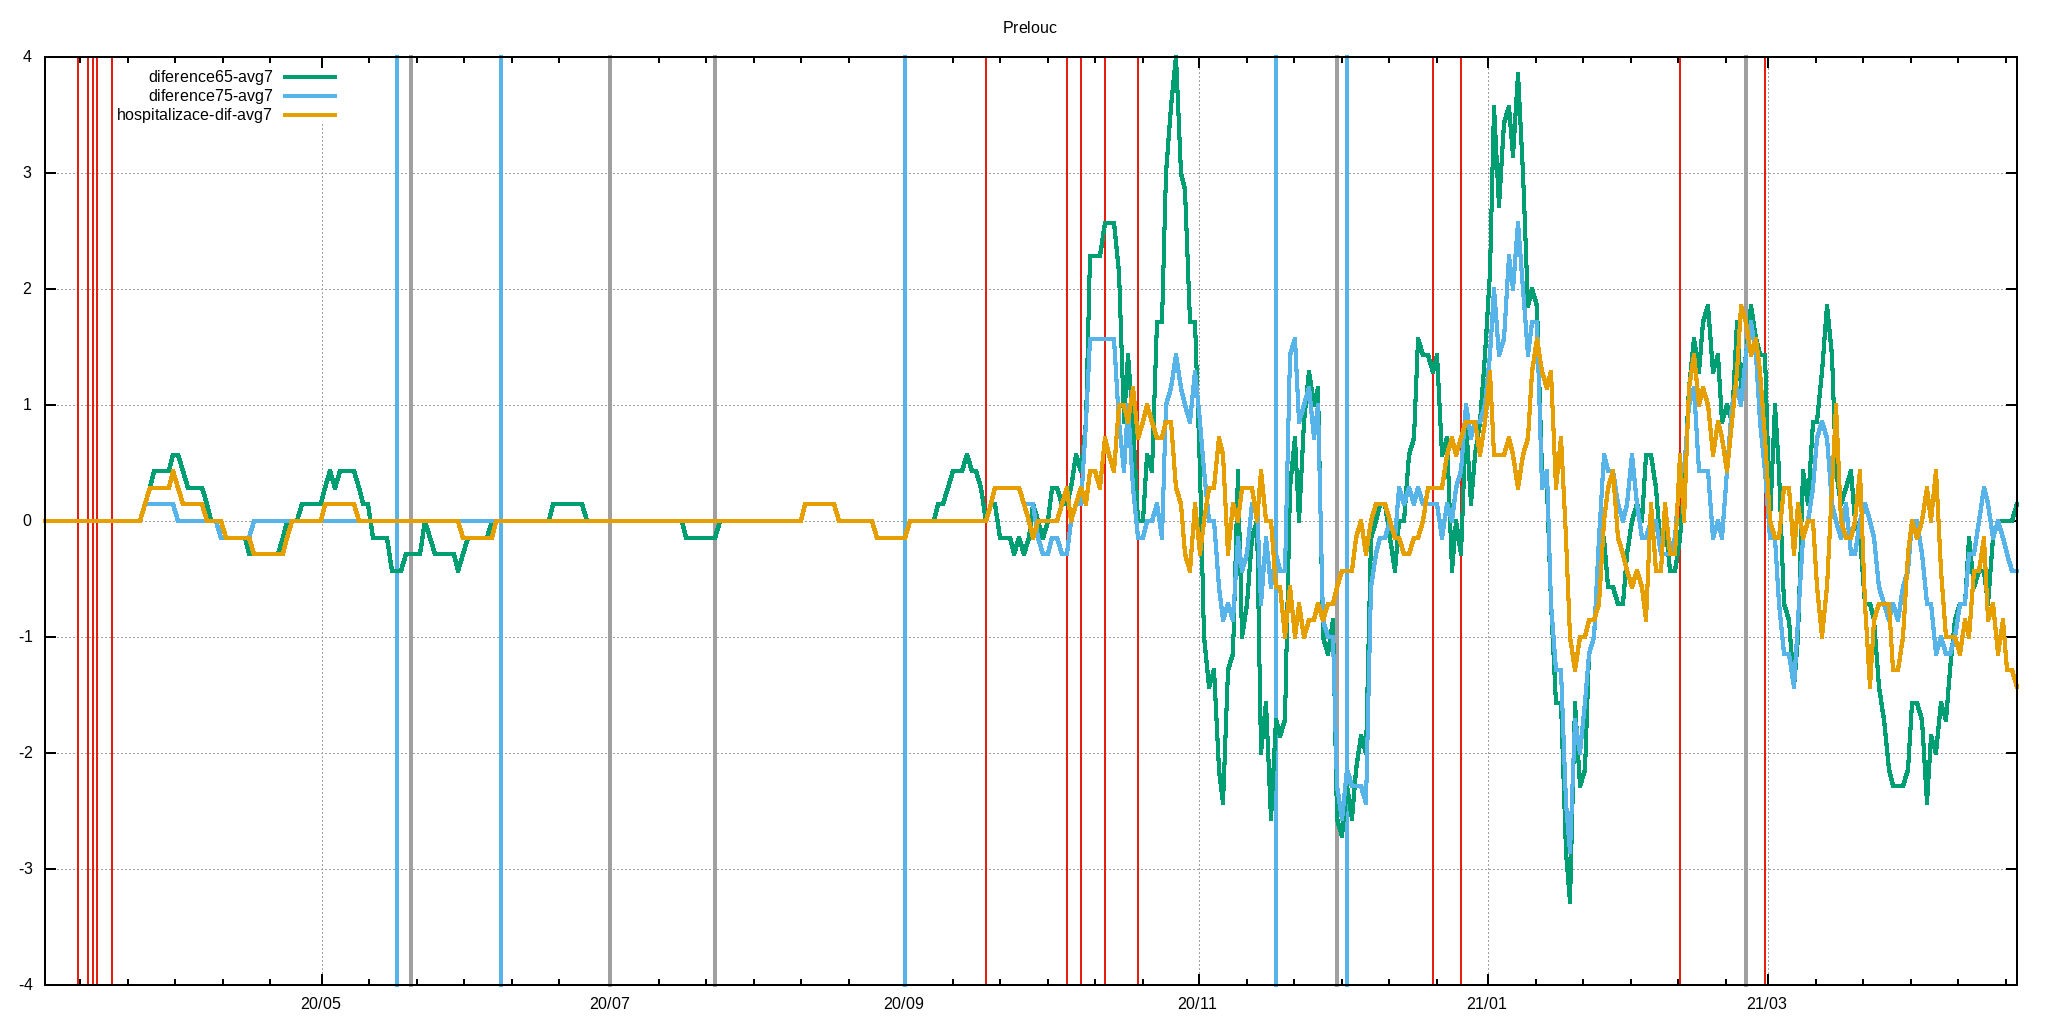 Prelouc
diference65-avg7
diference75-avg7
hospitalizace-dif-avg7
4
3
2
1
0
-1
-2
-3
-4
20/05 20/07 20/09 20/11 21/01 21/03